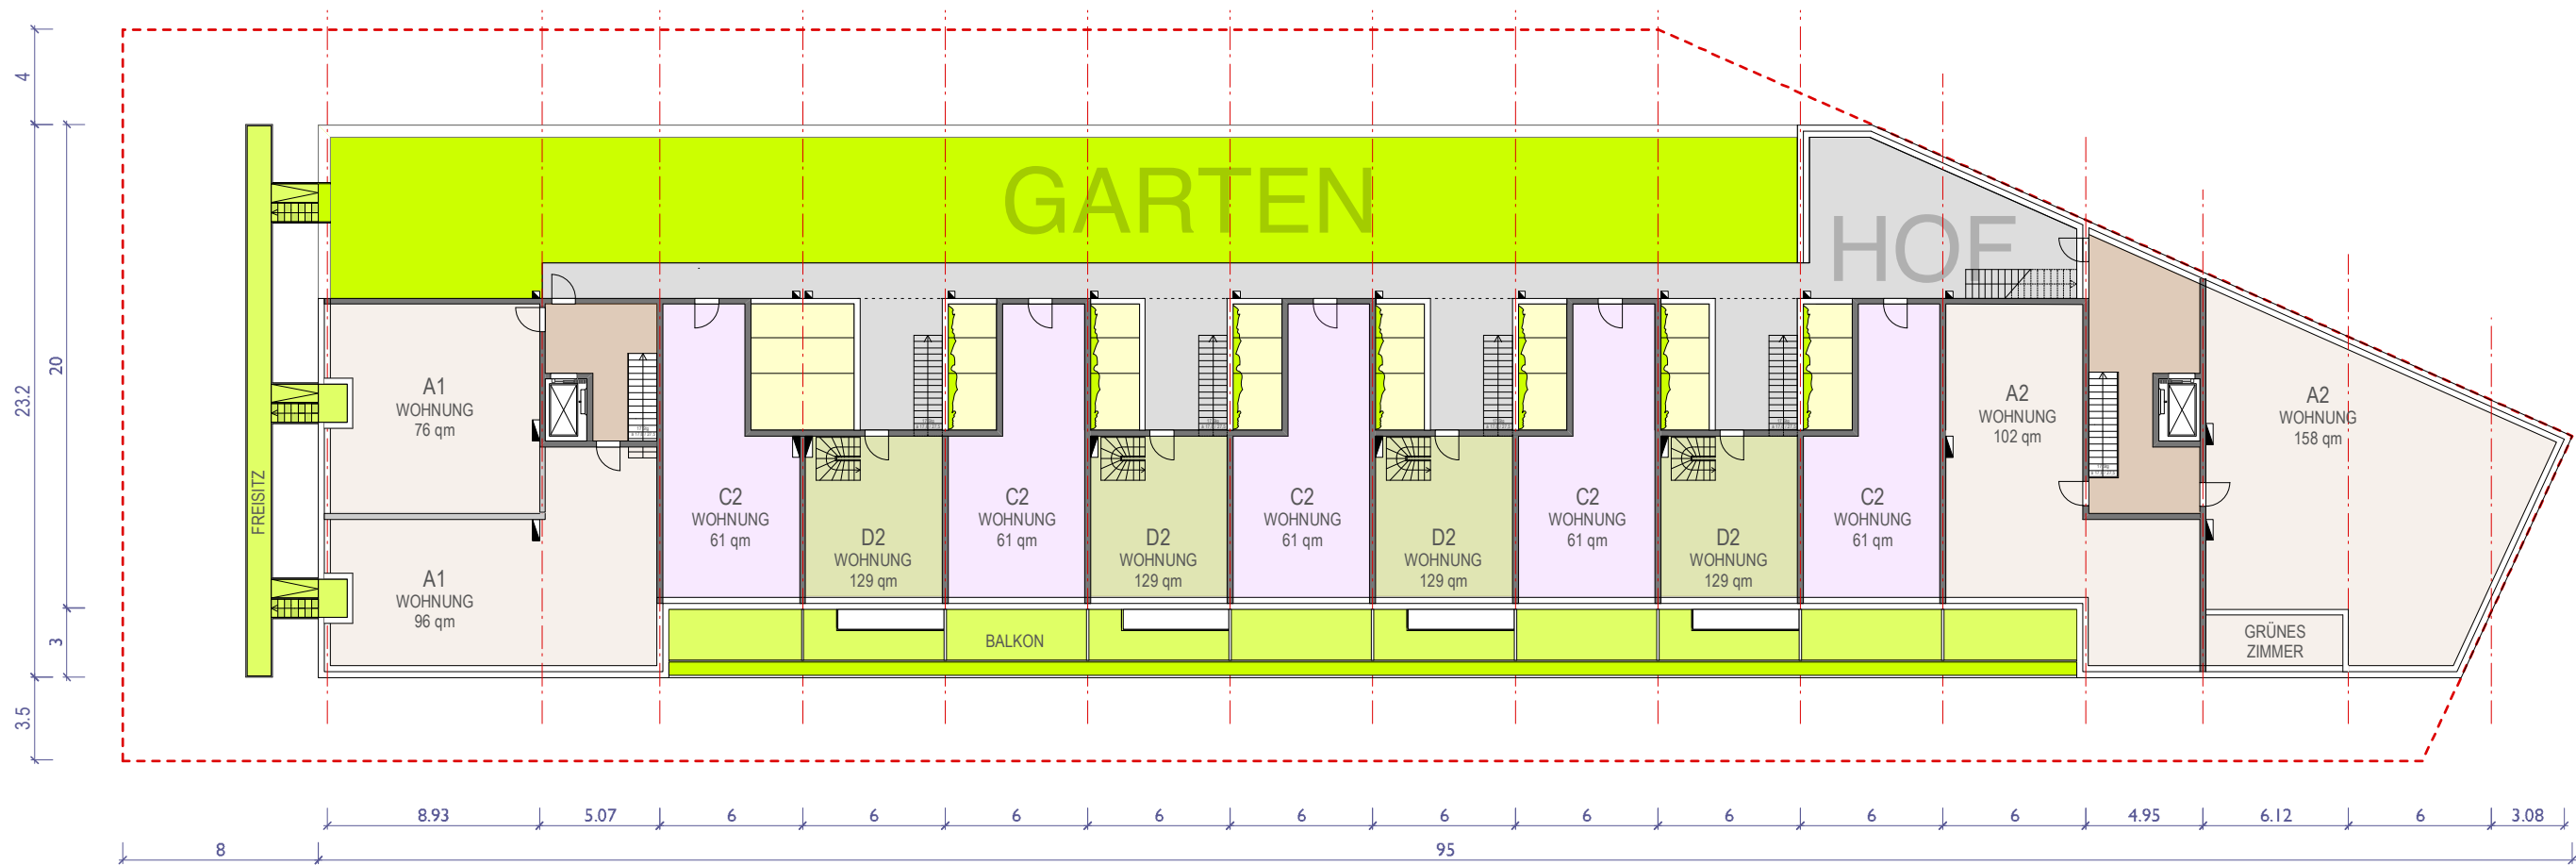 4
GARTEN
HOF
20
23.2
A1
WOHNUNG
76 qm
A2
WOHNUNG
102 qm
A2
WOHNUNG
158 qm
FREISITZ
C2
WOHNUNG
61 qm
D2
WOHNUNG
129 qm
C2
WOHNUNG
61 qm
D2
WOHNUNG
129 qm
C2
WOHNUNG
61 qm
D2
WOHNUNG
129 qm
C2
WOHNUNG
61 qm
D2
WOHNUNG
129 qm
C2
WOHNUNG
61 qm
A1
WOHNUNG
96 qm
3
BALKON
GRÜNES
ZIMMER
3.5
8.93 5.07 6 6 6 6 6 6 6 6 6 6 4.95 6.12 6 3.08
8 95